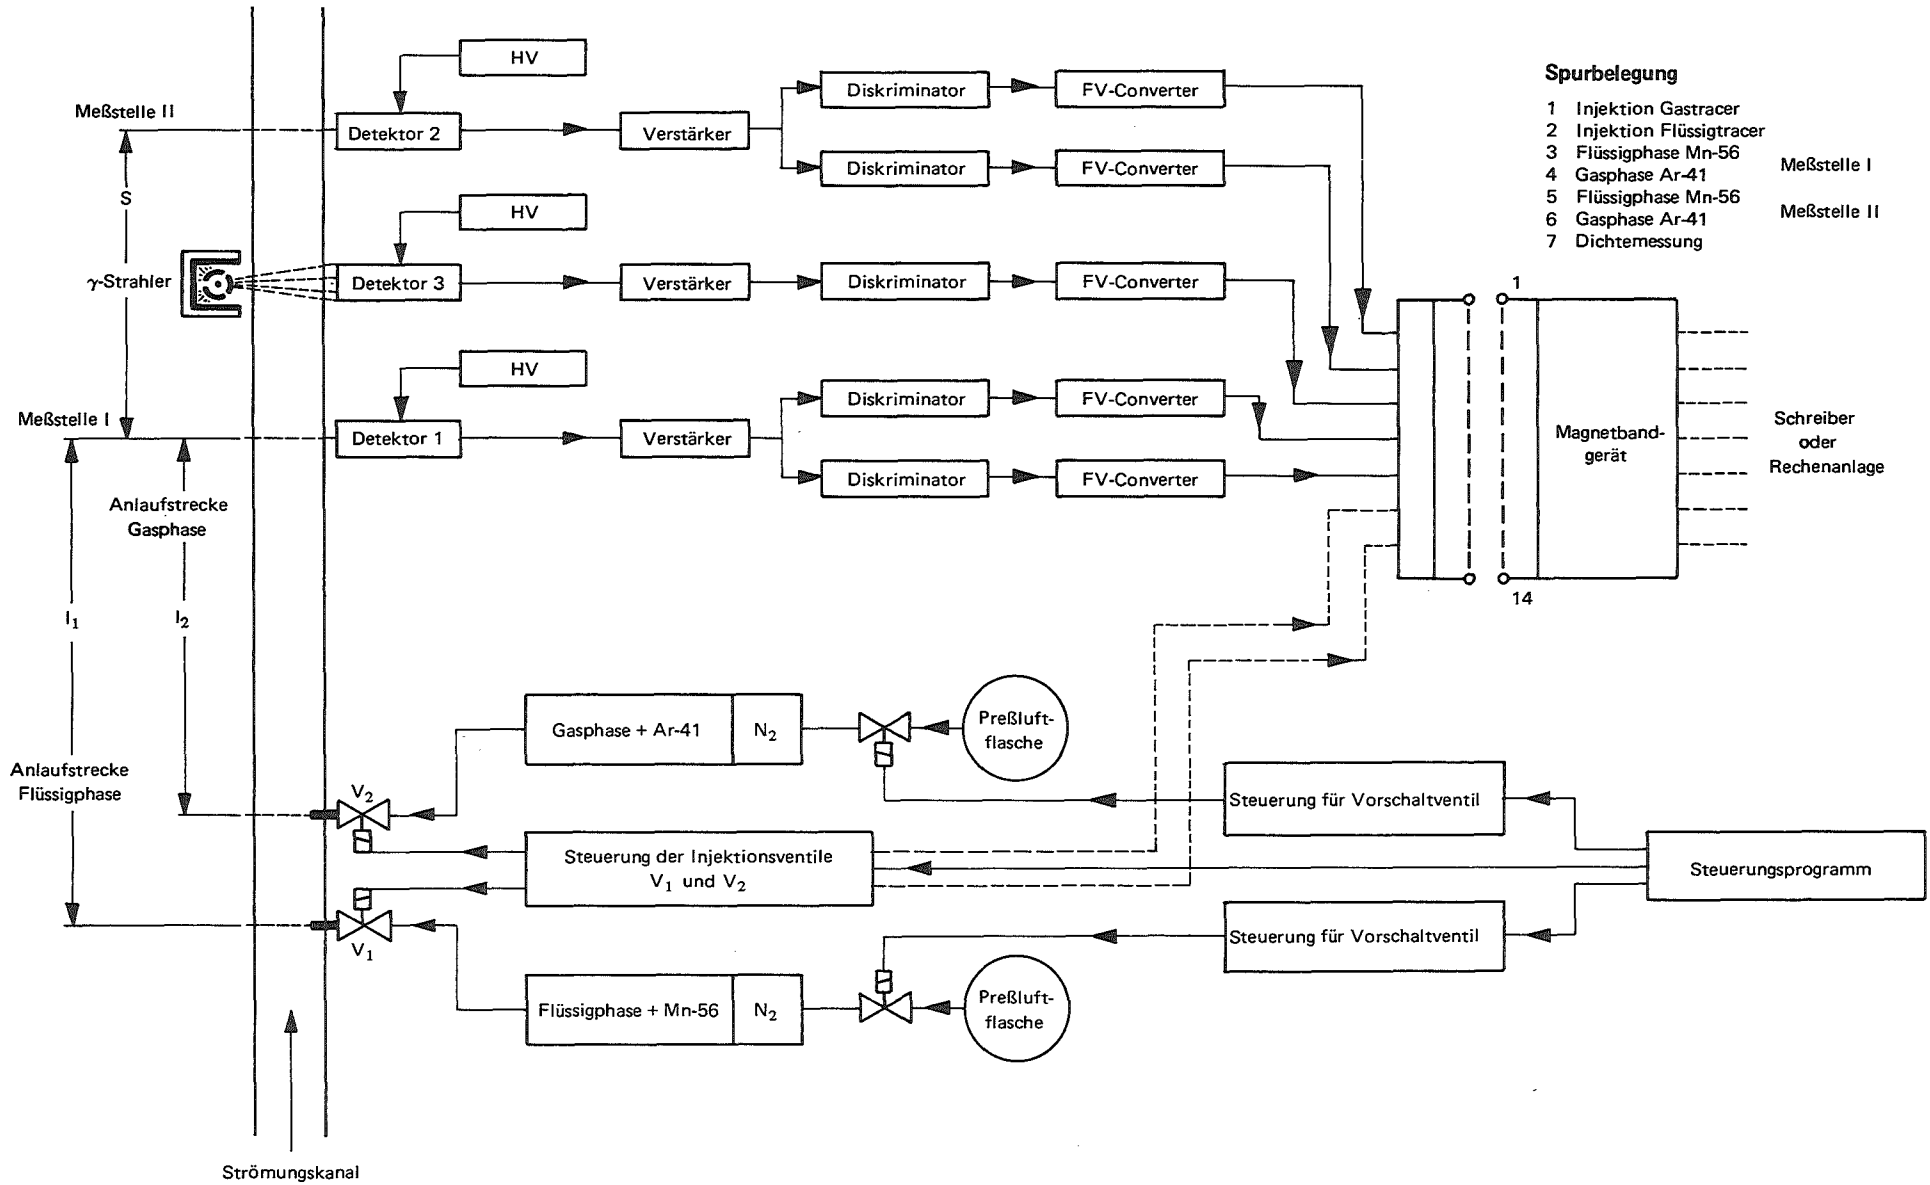 HV
Spurbelegung
1 Injektion Gastracer
2 Injektion Flüssigtracer
3 Flüssigphase Mn-56
4 Gasphase Ar-41
Meßstelle I
5 Flüssigphase Mn-56
6 Gasphase Ar-41
Meßstelle II
7 Dichtemessung
Meßstelle II
Detektor 2
Verstärker
Diskriminator
FV-Converter
Diskriminator
FV-Converter
S
HV
γ-Strahler
Detektor 3
Verstärker
Diskriminator
FV-Converter
1
HV
Meßstelle I
Detektor 1
Verstärker
Diskriminator
FV-Converter
Diskriminator
FV-Converter
Magnetband-
gerät
Schreiber
oder
Rechenanlage
14
Anlaufstrecke
Gasphase
l1
l2
Anlaufstrecke
Flüssigphase
Gasphase + Ar-41
N2
Preßluft-
flasche
V2
Steuerung für Vorschaltventil
Steuerung der Injektionsventile
V1 und V2
Steuerungsprogramm
V1
Steuerung für Vorschaltventil
Flüssigphase + Mn-56
N2
Preßluft-
flasche
Strömungskanal